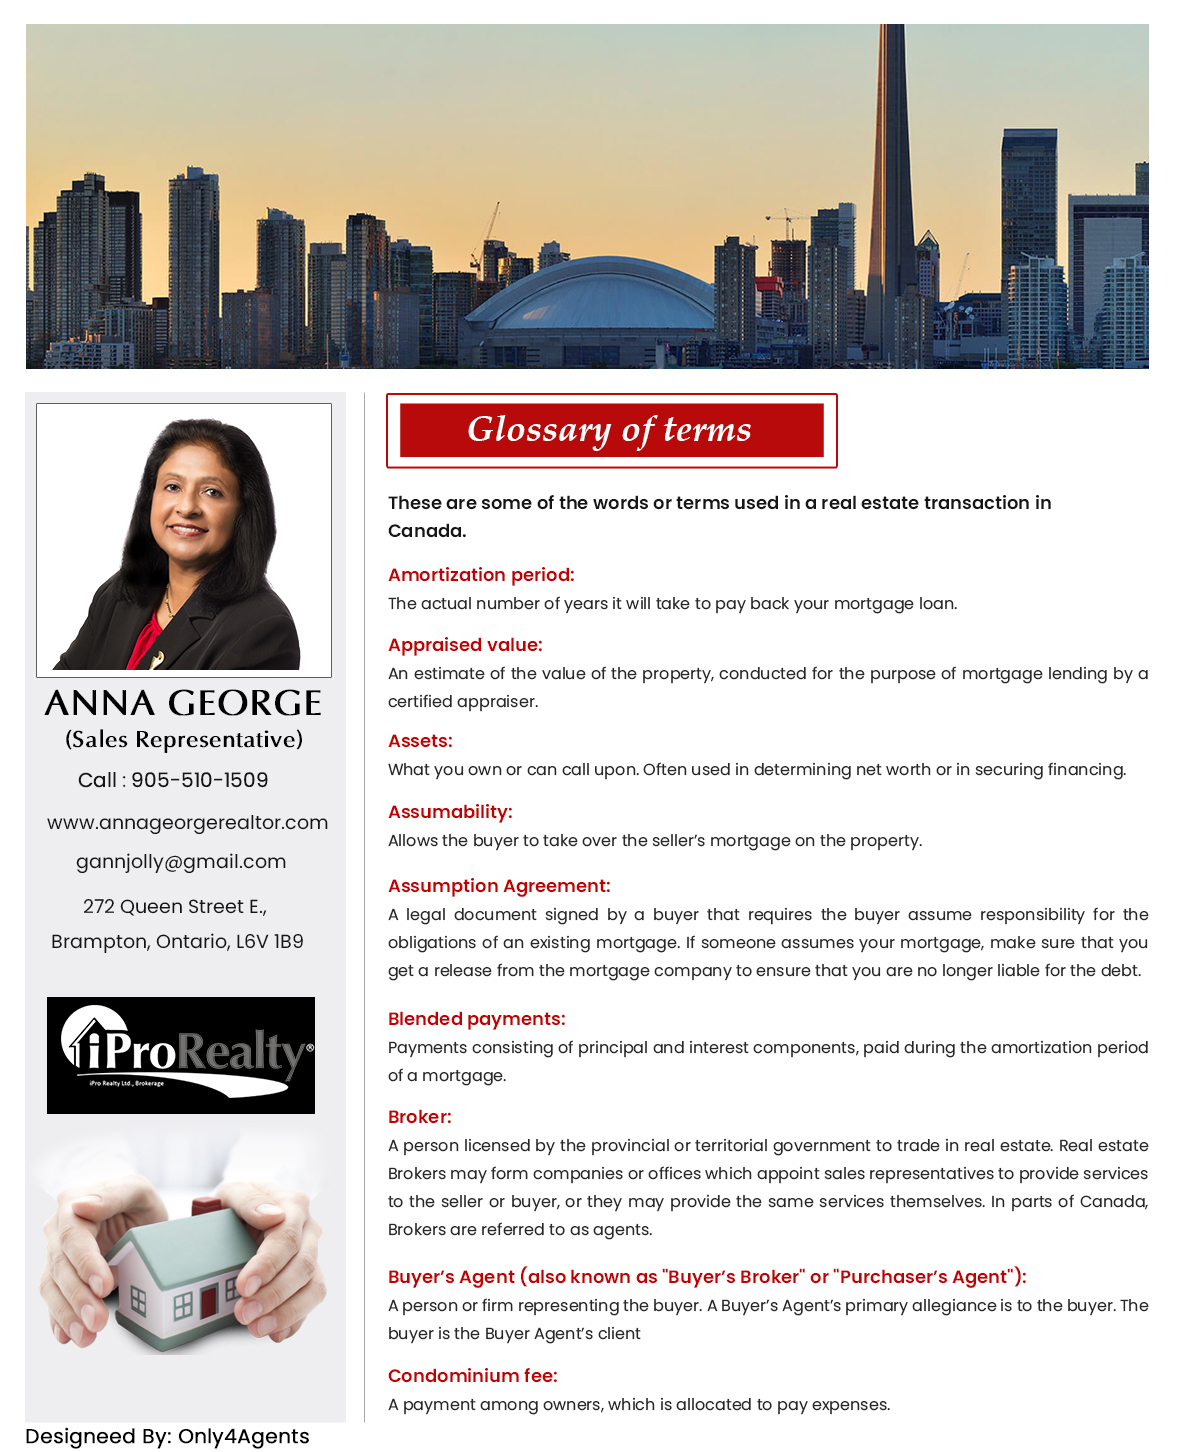 ANNA GEORGE
(Sales Representative)
Call : 905-510-1509
www.annageorgerealtor.com
gannjolly@gmail.com
272 Queen Street E.,
Brampton, Ontario, L6V 1B9
iProRealty®
iPro Realty Ltd., Brokerage
Glossary of terms
These are some of the words or terms used in a real estate transaction in
Canada.
Amortization period:
The actual number of years it will take to pay back your mortgage loan.
Appraised value:
An estimate of the value of the property, conducted for the purpose of mortgage lending by a
certified appraiser.
Assets:
What you own or can call upon. Often used in determining net worth or in securing financing.
Assumability:
Allows the buyer to take over the seller’s mortgage on the property.
Assumption Agreement:
A legal document signed by a buyer that requires the buyer assume responsibility for the
obligations of an existing mortgage. If someone assumes your mortgage, make sure that you
get a release from the mortgage company to ensure that you are no longer liable for the debt.
Blended payments:
Payments consisting of principal and interest components, paid during the amortization period
of a mortgage.
Broker:
A person licensed by the provincial or territorial government to trade in real estate. Real estate
Brokers may form companies or offices which appoint sales representatives to provide services
to the seller or buyer, or they may provide the same services themselves. In parts of Canada,
Brokers are referred to as agents.
Buyer’s Agent (also known as "Buyer’s Broker" or "Purchaser’s Agent"):
A person or firm representing the buyer. A Buyer’s Agent’s primary allegiance is to the buyer. The
buyer is the Buyer Agent’s client
Condominium fee:
A payment among owners, which is allocated to pay expenses.
Designeed By: Only4Agents